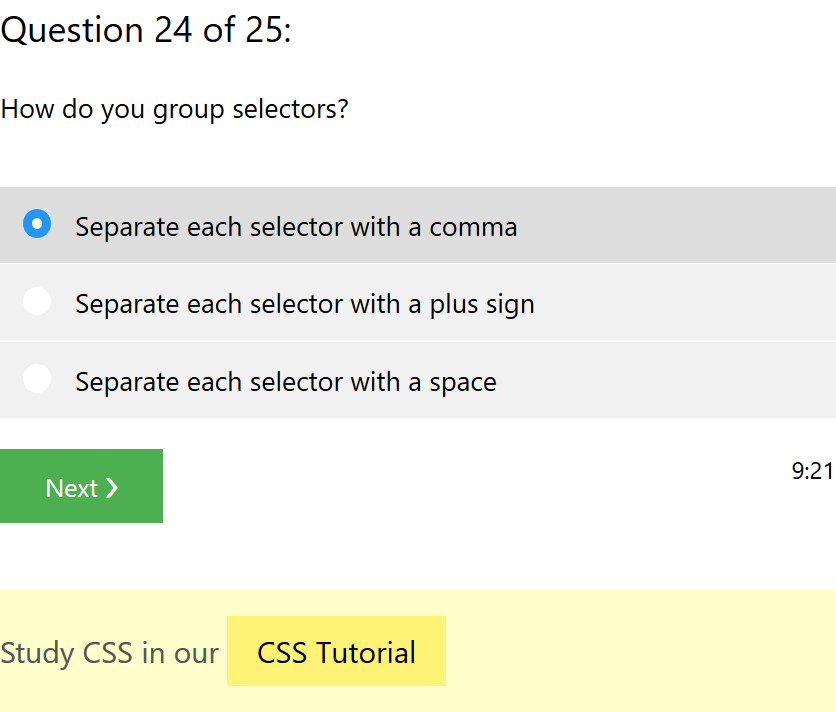 Question 24 of 25:
How do you group selectors?
Separate each selector with a comma
Separate each selector with a plus sign
Separate each selector with a space
Next ❯
9:21
Study CSS in our CSS Tutorial